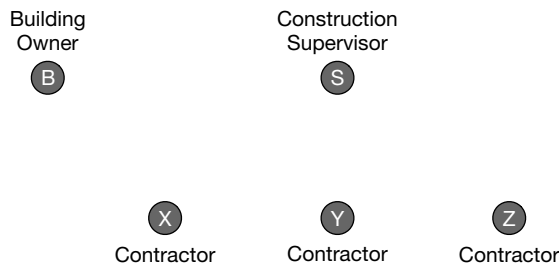 Building
Owner
B
Construction
Supervisor
S
X
Contractor
Y
Contractor
Z
Contractor